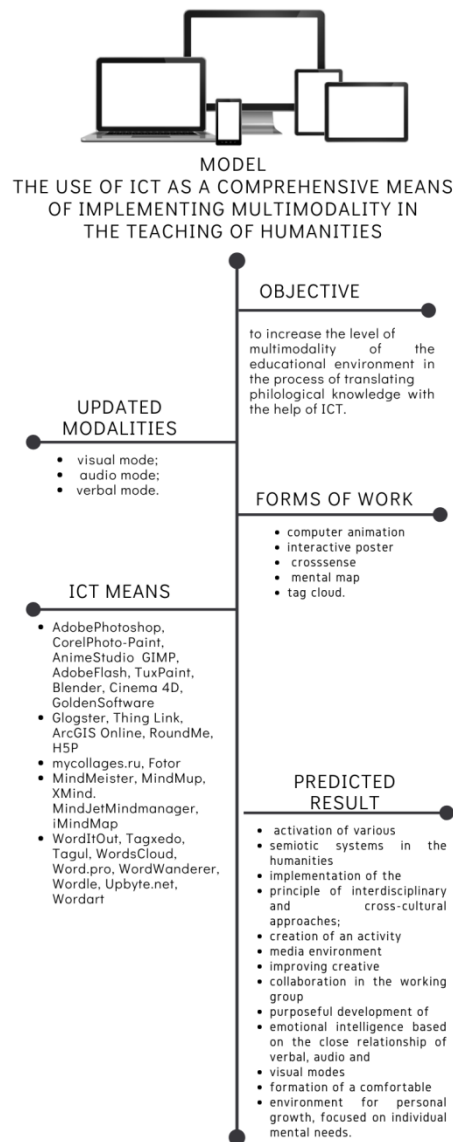 MODEL
THE USE OF ICT AS A COMPREHENSIVE MEANS
OF IMPLEMENTING MULTIMODALITY IN
THE TEACHING OF HUMANITIES
OBJECTIVE
to increase the level of
multimodality of the
educational environment in
the process of translating
philological knowledge with
the help of ICT.
UPDATED
MODALITIES
• visual mode;
• audio mode;
• verbal mode.
FORMS OF WORK
• computer animation
• interactive poster
• crosssense
• mental map
• tag cloud.
ICT MEANS
• AdobePhotoshop,
CorelPhoto-Paint,
AnimeStudio GIMP,
AdobeFlash, TuxPaint,
Blender, Cinema 4D,
GoldenSoftware
• Glogster, Thing Link,
ArcGIS Online, RoundMe,
H5P
• mycollages.ru, Fotor
• MindMeister, MindMup,
XMind.
MindJetMindmanager,
iMindMap
• WordItOut, Tagxedo,
Tagul, WordsCloud,
Word.pro, WordWanderer,
Wordle, Upbyte.net,
Wordart
PREDICTED
RESULT
• activation of various
• semiotic systems in the
humanities
• implementation of the
• principle of interdisciplinary
and cross-cultural
approaches;
• creation of an activity
• media environment
• improving creative
• collaboration in the working
group
• purposeful development of
• emotional intelligence based
on the close relationship of
verbal, audio and
• visual modes
• formation of a comfortable
• environment for personal
growth, focused on individual
mental needs.